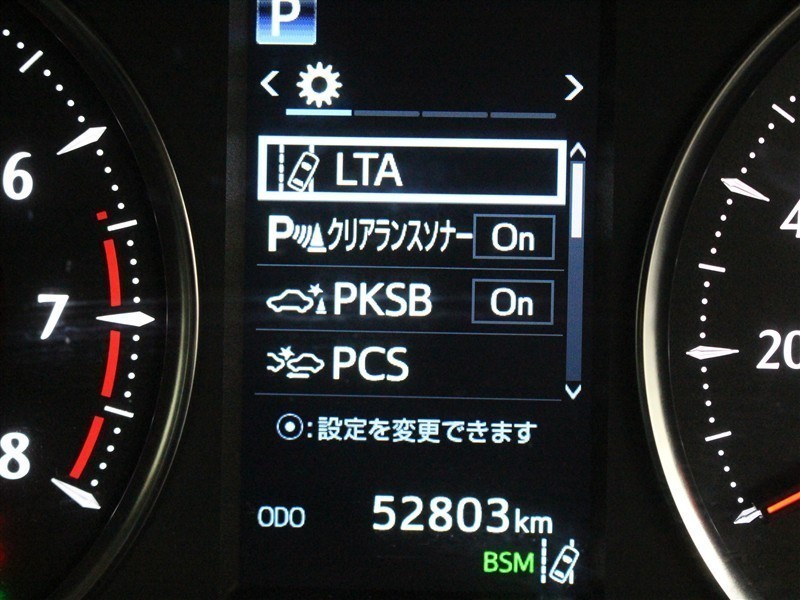 P
LTA
Pクリアランスソナー On
PKSB On
PCS
:設定を変更できます
ODO 52803km
BSM
6
7
8
4
20